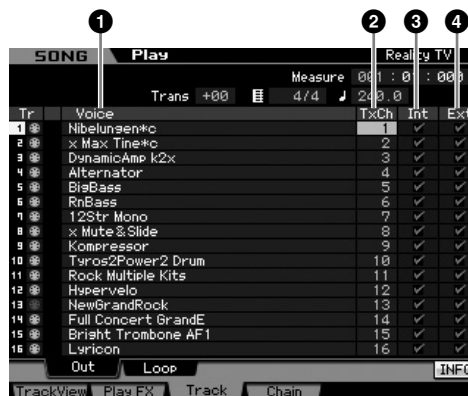 1 2 3 4
SONG Play Reality TV
Measure 001 : 01 : 000
Trans +00 4/4 240.0
Tr Voice TxCh Int Ext
1 Nibelungen*c 1
2 x Max Tine*c 2
3 DynamicAmp k2x 3
4 Alternator 4
5 BigBass 5
6 RnBass 6
7 12Str Mono 7
8 x Mute&Slide 8
9 Kompressor 9
10 Tyros2Power2 Drum 10
11 Rock Multiple Kits 11
12 Hypervelo 12
13 NewGrandRock 13
14 Full Concert GrandE 14
15 Bright Trombone AF1 15
16 Lyricon 16
Out Loop INFO
TrackView Play FX Track Chain